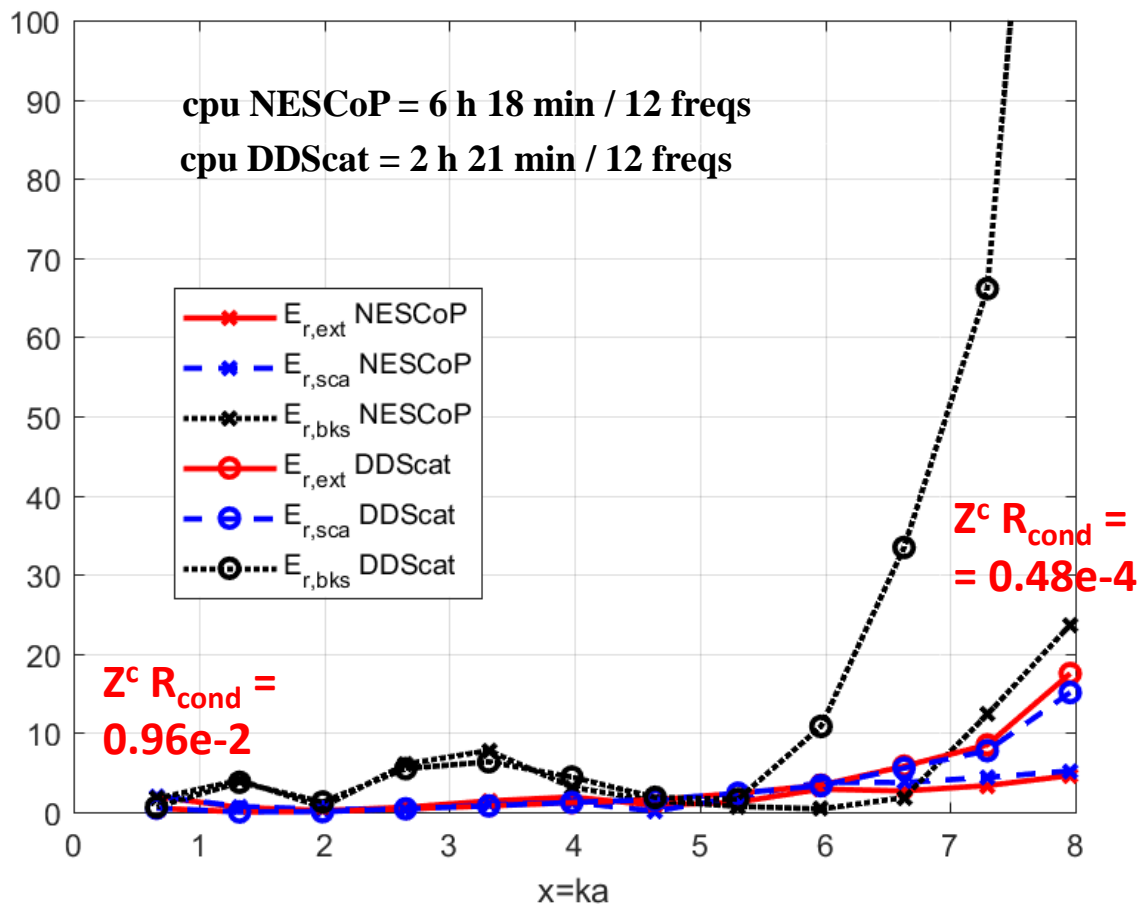 100
90
80
70
60
50
40
30
20
10
0
cpu NESCoP = 6 h 18 min / 12 freqs
cpu DDScat = 2 h 21 min / 12 freqs
E_r,ext NESCoP
E_r,sca NESCoP
E_r,bks NESCoP
E_r,ext DDScat
E_r,sca DDScat
E_r,bks DDScat
Zᶜ R_cond =
= 0.48e-4
Zᶜ R_cond =
0.96e-2
0 1 2 3 4 5 6 7 8
x=ka